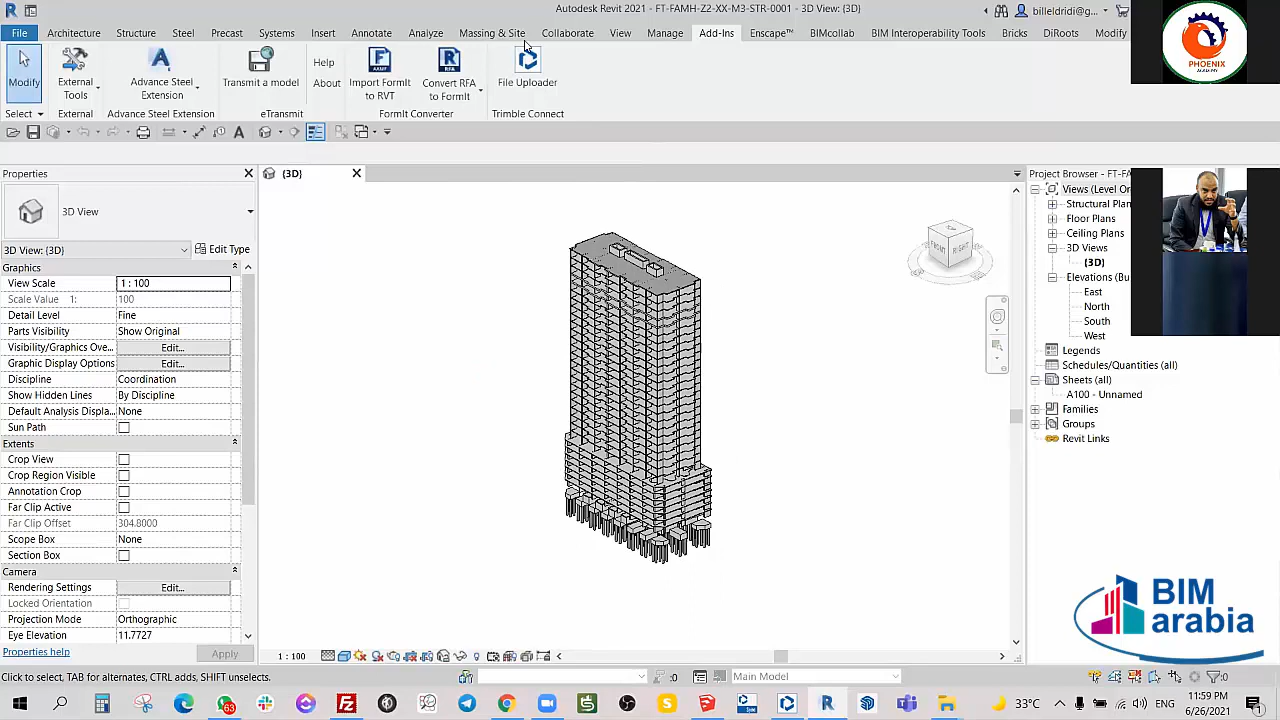 Autodesk Revit 2021 - FT-FAMH-Z2-XX-M3-STR-0001 - 3D View: {3D}
billeldridi@g...
File Architecture Structure Steel Precast Systems Insert Annotate Analyze Massing & Collaborate View Manage Add-Ins Enscape™ BIMcollab BIM Interoperability Tools Bricks DiRoots Modify
Modify
External Tools
Advance Steel Extension
Transmit a model
Help
About
Import FormIt to RVT
Convert RFA to FormIt
File Uploader
Select
External
Advance Steel Extension
eTransmit
FormIt Converter
Trimble Connect
PHOENIX
Properties
{3D}
Project Browser - FT-FAM
3D View
3D View: {3D}
Edit Type
Graphics
View Scale 1 : 100
Scale Value 1: 100
Detail Level Fine
Parts Visibility Show Original
Visibility/Graphics Ove... Edit...
Graphic Display Options Edit...
Discipline Coordination
Show Hidden Lines By Discipline
Default Analysis Displa... None
Sun Path
Extents
Crop View
Crop Region Visible
Annotation Crop
Far Clip Active
Far Clip Offset 304.8000
Scope Box None
Section Box
Camera
Rendering Settings Edit...
Locked Orientation
Projection Mode Orthographic
Eye Elevation 11.7727
Properties help
Apply
FRONT
RIGHT
Views (Level Or
Structural Plan
Floor Plans
Ceiling Plans
3D Views
{3D}
Elevations (Bu
East
North
South
West
Legends
Schedules/Quantities (all)
Sheets (all)
A100 - Unnamed
Families
Groups
Revit Links
BIM
arabia
1 : 100
Click to select, TAB for alternates, CTRL adds, SHIFT unselects.
:0
Main Model
63
33°C
11:59 PM
6/26/2021